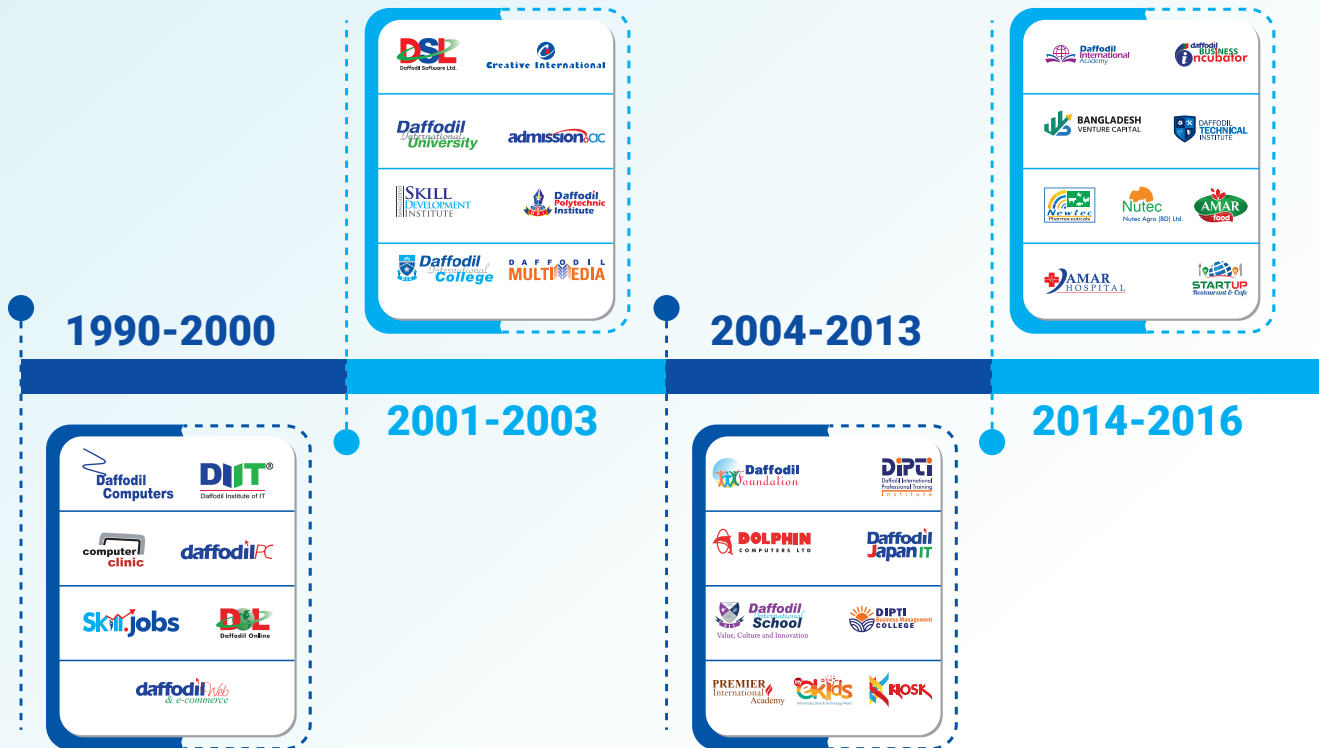 1990-2000
Daffodil
Computers
DIIT®
Daffodil Institute of IT
computer
clinic
daffodil PC
Skill.jobs
DOL
Daffodil Online
daffodil Web
& e-commerce
2001-2003
DSL
Daffodil Software Ltd.
Creative International
Daffodil
International
University
admission.ac
SKILL
DEVELOPMENT
INSTITUTE
Daffodil
Polytechnic
Institute
Daffodil
International
College
DAFFODIL
MULTIMEDIA
2004-2013
Daffodil
Foundation
DIPTI
Daffodil International
Professional Training
Institute
DOLPHIN
COMPUTERS LTD
Daffodil
Japan IT
Daffodil
International
School
Value, Culture and Innovation
DIPTI
Business Management
COLLEGE
PREMIER
International
Academy
my
eKids
KIOSK
2014-2016
Daffodil
International
Academy
daffodil
BUSINESS
incubator
BANGLADESH
VENTURE CAPITAL
DAFFODIL
TECHNICAL
INSTITUTE
Newtec
Pharmaceuticals
Nutec
Nutec Agro (BD) Ltd.
AMAR
food
AMAR
HOSPITAL
STARTUP
Restaurant & Cafe